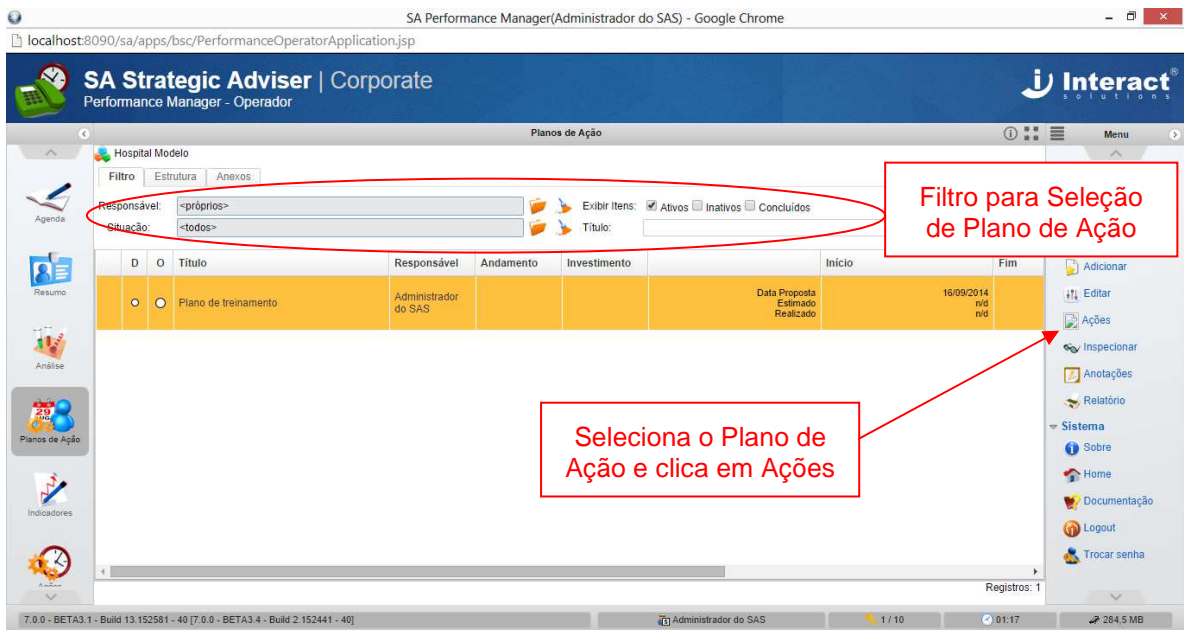 SA Performance Manager(Administrador do SAS) - Google Chrome
localhost:8090/sa/apps/bsc/PerformanceOperatorApplication.jsp
SA Strategic Adviser | Corporate
Performance Manager - Operador
Interact®
solutions
Planos de Ação
Menu
Hospital Modelo
Filtro Estrutura Anexos
Responsável: <próprios> Exibir Itens: Ativos Inativos Concluídos
Situação: <todos> Título:
Filtro para Seleção
de Plano de Ação
D O Título Responsável Andamento Investimento Início Fim
Plano de treinamento
Administrador
do SAS
Data Proposta 16/09/2014
Estimado n/d
Realizado n/d
Seleciona o Plano de
Ação e clica em Ações
Agenda
Resumo
Análise
Planos de Ação
Indicadores
Ações
Adicionar
Editar
Ações
Inspecionar
Anotações
Relatório
Sistema
Sobre
Home
Documentação
Logout
Trocar senha
Registros: 1
7.0.0 - BETA3.1 - Build 13.152581 - 40 [7.0.0 - BETA3.4 - Build 2.152441 - 40] Administrador do SAS 1 / 10 01:17 284,5 MB